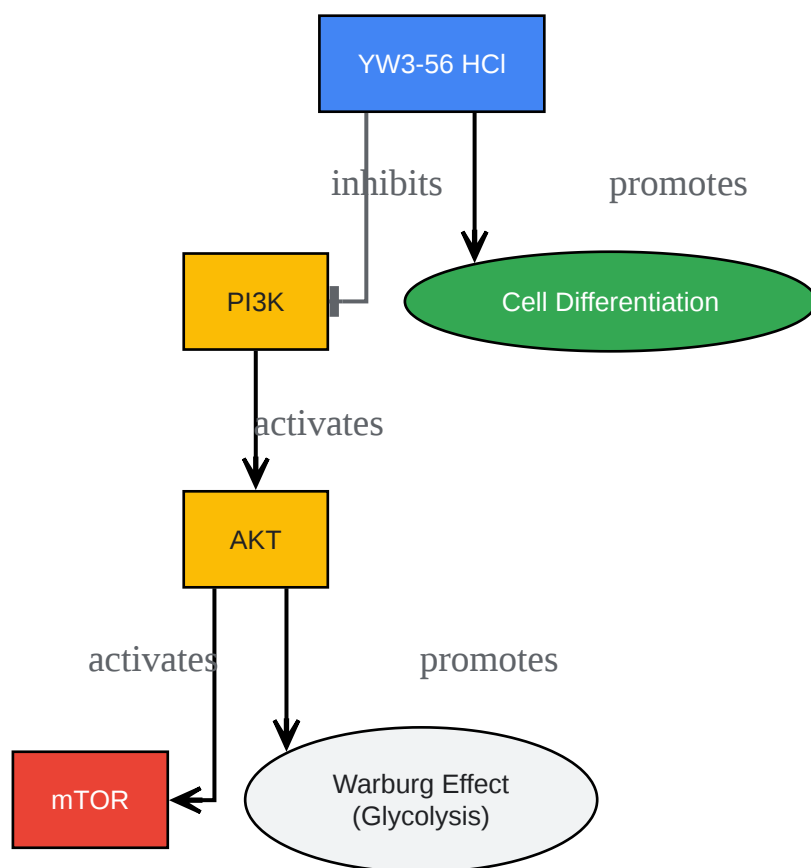 YW3-56 HCl
inhibits
promotes
PI3K
Cell Differentiation
activates
AKT
activates
promotes
mTOR
Warburg Effect
(Glycolysis)